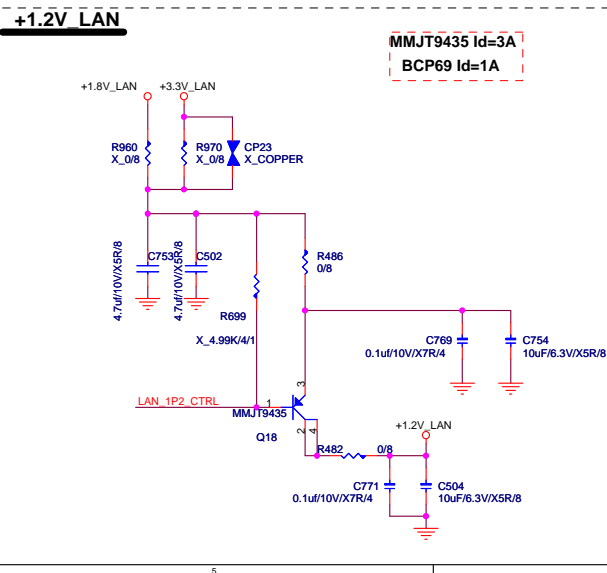 +1.2V_LAN
MMJT9435 Id=3A
BCP69 Id=1A
+1.8V_LAN
+3.3V_LAN
R960
X_0/8
R970
X_0/8
CP23
X_COPPER
C753
4.7uf/10V/X5R/8
C502
4.7uf/10V/X5R/8
R486
0/8
R699
X_4.99K/4/1
C769
0.1uf/10V/X7R/4
C754
10uF/6.3V/X5R/8
LAN_1P2_CTRL
1
3
MMJT9435
Q18
2
4
+1.2V_LAN
R482
0/8
C771
0.1uf/10V/X7R/4
C504
10uF/6.3V/X5R/8
5